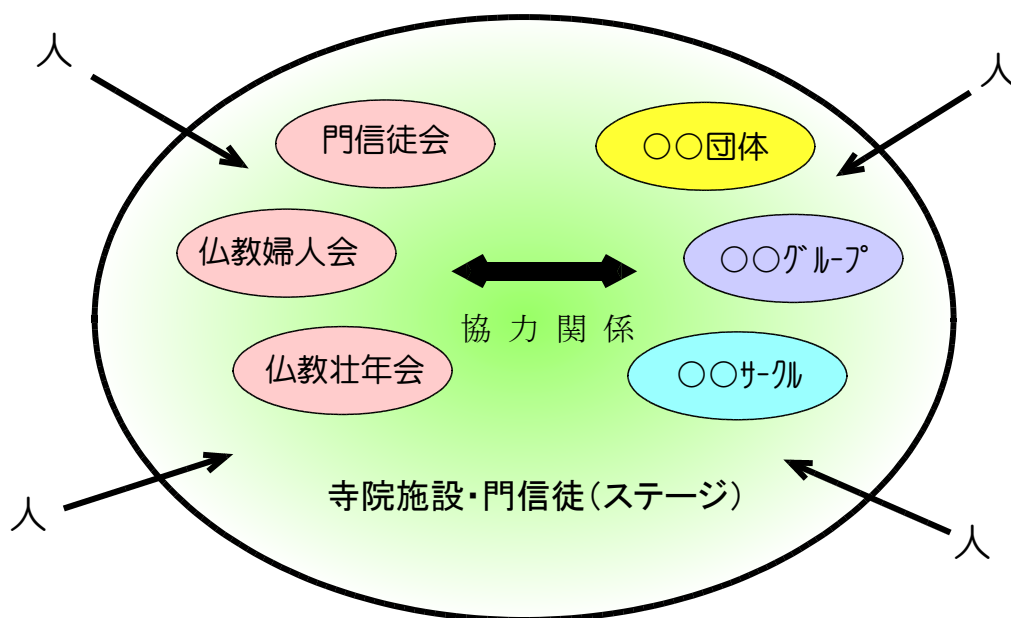 人
人
門信徒会
○○団体
仏教婦人会
○○ｸﾞﾙｰﾌﾟ
協力関係
仏教壮年会
○○ｻｰｸﾙ
寺院施設・門信徒(ステージ)
人
人